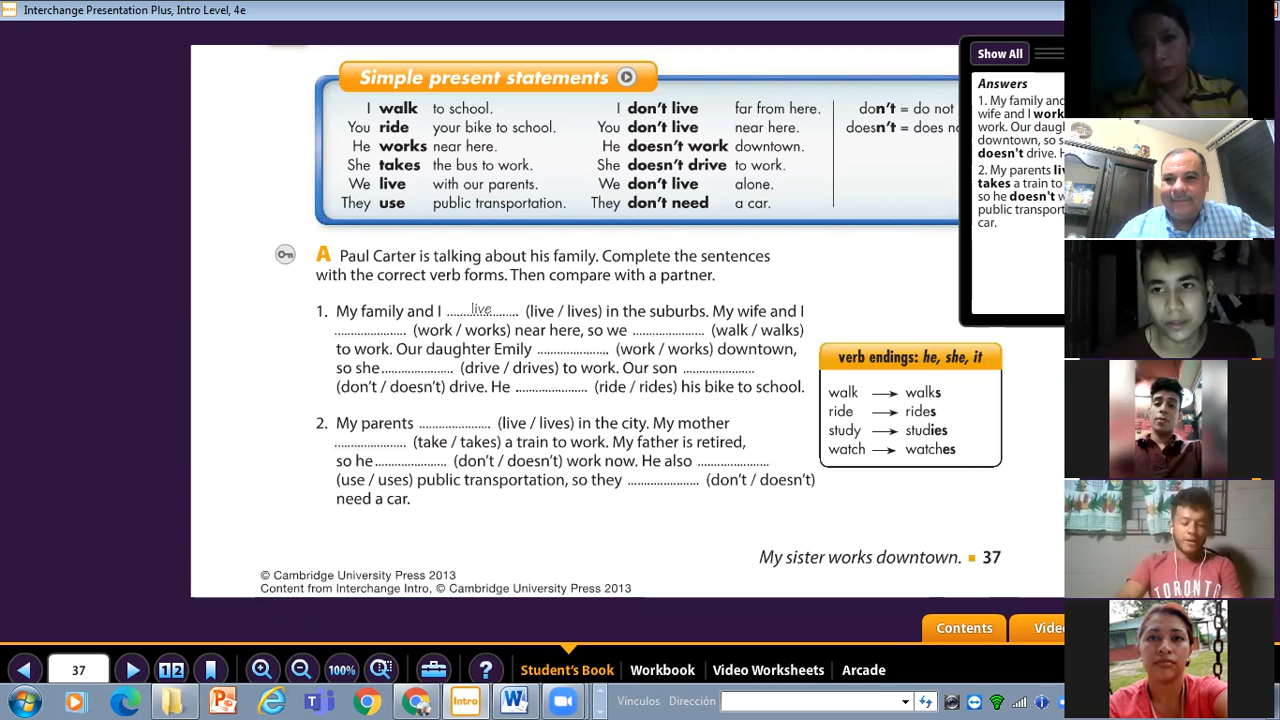 Interchange Presentation Plus, Intro Level, 4e
Simple present statements
I walk to school. I don't live far from here. don't = do not
You ride your bike to school. You don't live near here. doesn't = does
He works near here. He doesn't work downtown.
She takes the bus to work. She doesn't drive to work.
We live with our parents. We don't live alone.
They use public transportation. They don't need a car.
Show All
Answers
1. My family and
wife and I work
work. Our daug
downtown, so s
doesn't drive. H
2. My parents li
takes a train to
so he doesn't w
public transport
car.
A Paul Carter is talking about his family. Complete the sentences
with the correct verb forms. Then compare with a partner.
1. My family and I live (live / lives) in the suburbs. My wife and I
(work / works) near here, so we (walk / walks)
to work. Our daughter Emily (work / works) downtown,
so she (drive / drives) to work. Our son
(don't / doesn't) drive. He (ride / rides) his bike to school.
2. My parents (live / lives) in the city. My mother
(take / takes) a train to work. My father is retired,
so he (don't / doesn't) work now. He also
(use / uses) public transportation, so they (don't / doesn't)
need a car.
verb endings: he, she, it
walk → walks
ride → rides
study → studies
watch → watches
My sister works downtown. ■ 37
© Cambridge University Press 2013
Content from Interchange Intro, © Cambridge University Press 2013
Contents
Video
37
12
100%
Student's Book
Workbook
Video Worksheets
Arcade
Intro
Vínculos
Dirección
TORONTO